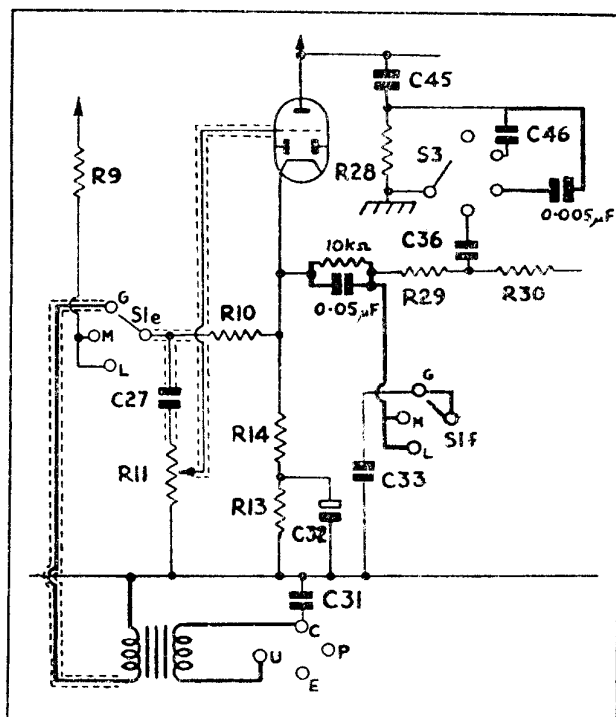 C45
R9
R28
S3
C46
0.005μF
10kΩ
C36
0.05μF
R29
R30
G
S1e
R10
M
L
C27
G
M
S1f
L
R14
R11
C33
R13
C32
C31
C
U
P
E